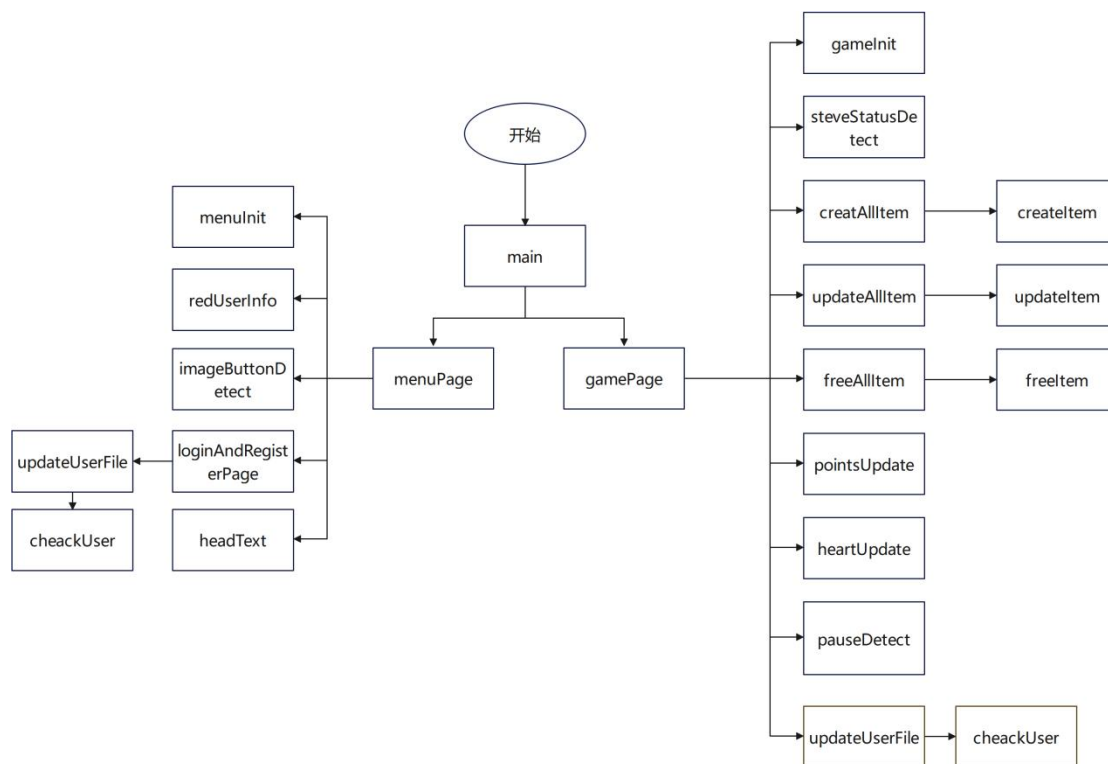 开始
main
menuPage
gamePage
menuInit
redUserInfo
imageButtonD
etect
loginAndRegist
erPage
updateUserFile
cheackUser
headText
gameInit
steveStatusDe
tect
creatAllItem
createItem
updateAllItem
updateItem
freeAllItem
freeItem
pointsUpdate
heartUpdate
pauseDetect
updateUserFile
cheackUser